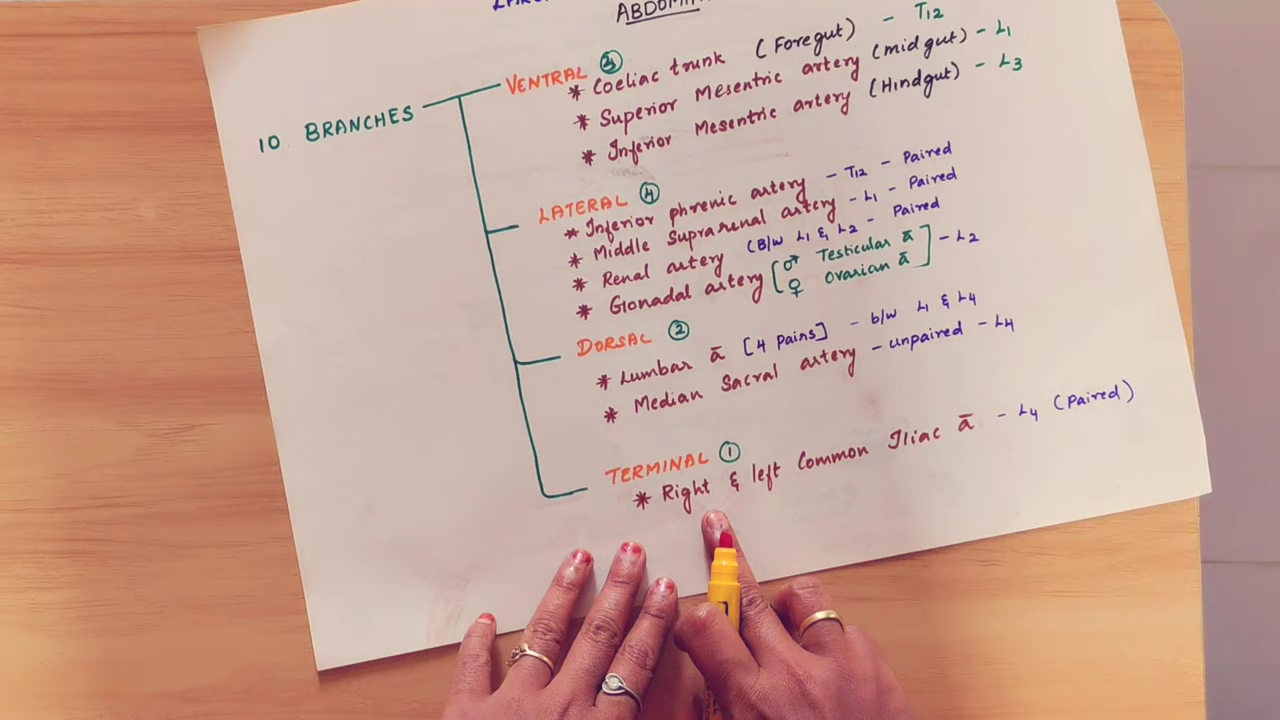 ABDOMIN
10 BRANCHES
VENTRAL ③
* Coeliac trunk (Foregut) - T12
* Superior Mesentric artery (midgut) - L1
* Inferior Mesentric artery (Hindgut) - L3
LATERAL ④
* Inferior phrenic artery - T12 - Paired
* Middle Suprarenal artery - L1 - Paired
* Renal artery (B/w L1 & L2 - Paired
* Gonadal artery [♂ Testicular ā
♀ Ovarian ā] - L2
DORSAL ②
* Lumbar ā [4 pairs] - b/w L1 & L4
* Median Sacral artery - unpaired - L4
TERMINAL ①
* Right & left Common Iliac ā - L4 (Paired)